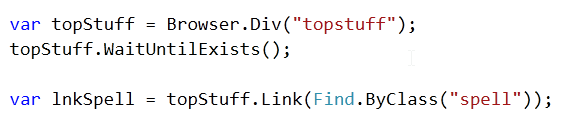 var topStuff = Browser.Div("topstuff");
topStuff.WaitUntilExists();
var lnkSpell = topStuff.Link(Find.ByClass("spell"));